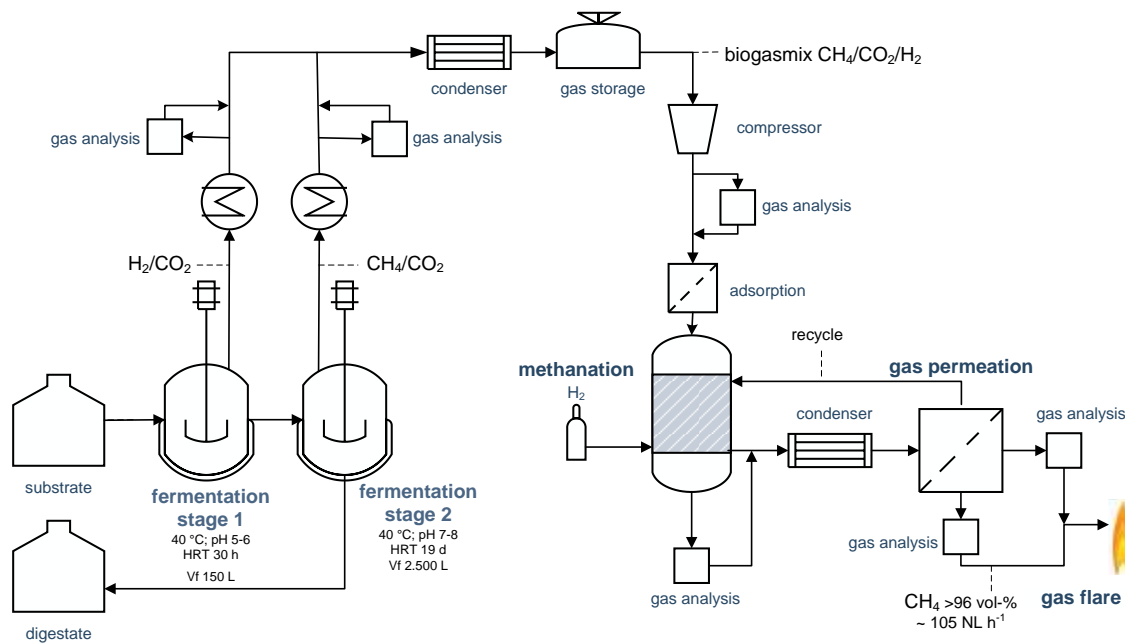 biogasmix CH₄/CO₂/H₂
condenser
gas storage
compressor
gas analysis
gas analysis
gas analysis
H₂/CO₂
CH₄/CO₂
adsorption
recycle
methanation
gas permeation
H₂
condenser
gas analysis
substrate
fermentation
stage 1
40 °C; pH 5-6
HRT 30 h
Vf 150 L
fermentation
stage 2
40 °C; pH 7-8
HRT 19 d
Vf 2.500 L
gas analysis
gas analysis
CH₄ >96 vol-%
~ 105 NL h⁻¹
gas flare
digestate